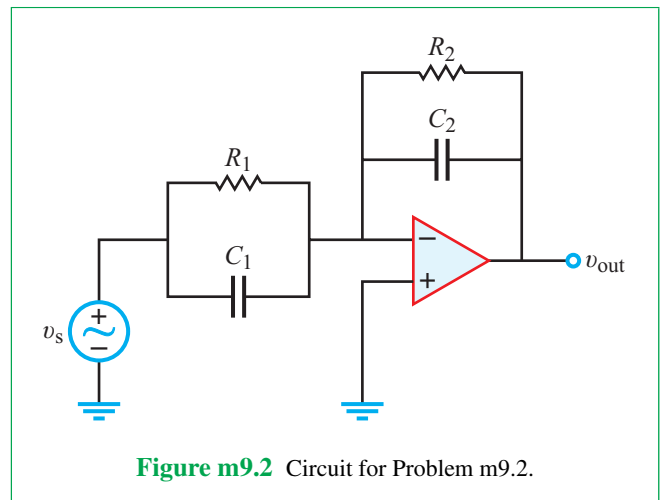 R2
C2
R1
C1
−
+
vout
+
−
vs
Figure m9.2 Circuit for Problem m9.2.